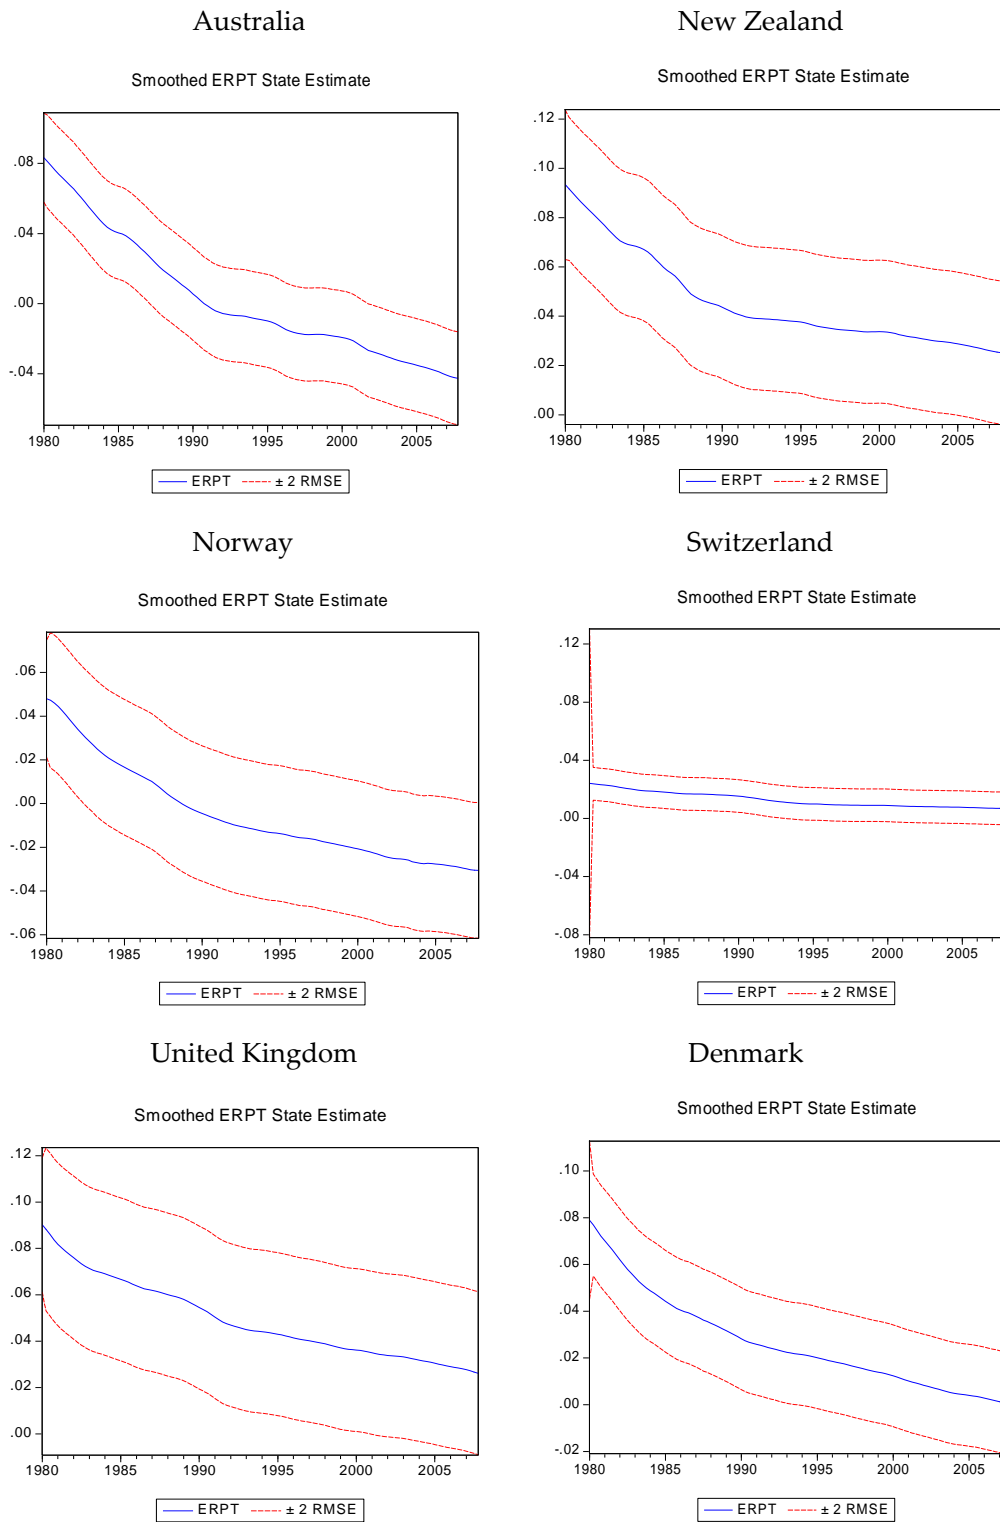 Australia
Smoothed ERPT State Estimate
.08
.04
.00
-.04
1980 1985 1990 1995 2000 2005
ERPT ± 2 RMSE
New Zealand
Smoothed ERPT State Estimate
.12
.10
.08
.06
.04
.02
.00
1980 1985 1990 1995 2000 2005
ERPT ± 2 RMSE
Norway
Smoothed ERPT State Estimate
.06
.04
.02
.00
-.02
-.04
-.06
1980 1985 1990 1995 2000 2005
ERPT ± 2 RMSE
Switzerland
Smoothed ERPT State Estimate
.12
.08
.04
.00
-.04
-.08
1980 1985 1990 1995 2000 2005
ERPT ± 2 RMSE
United Kingdom
Smoothed ERPT State Estimate
.12
.10
.08
.06
.04
.02
.00
1980 1985 1990 1995 2000 2005
ERPT ± 2 RMSE
Denmark
Smoothed ERPT State Estimate
.10
.08
.06
.04
.02
.00
-.02
1980 1985 1990 1995 2000 2005
ERPT ± 2 RMSE